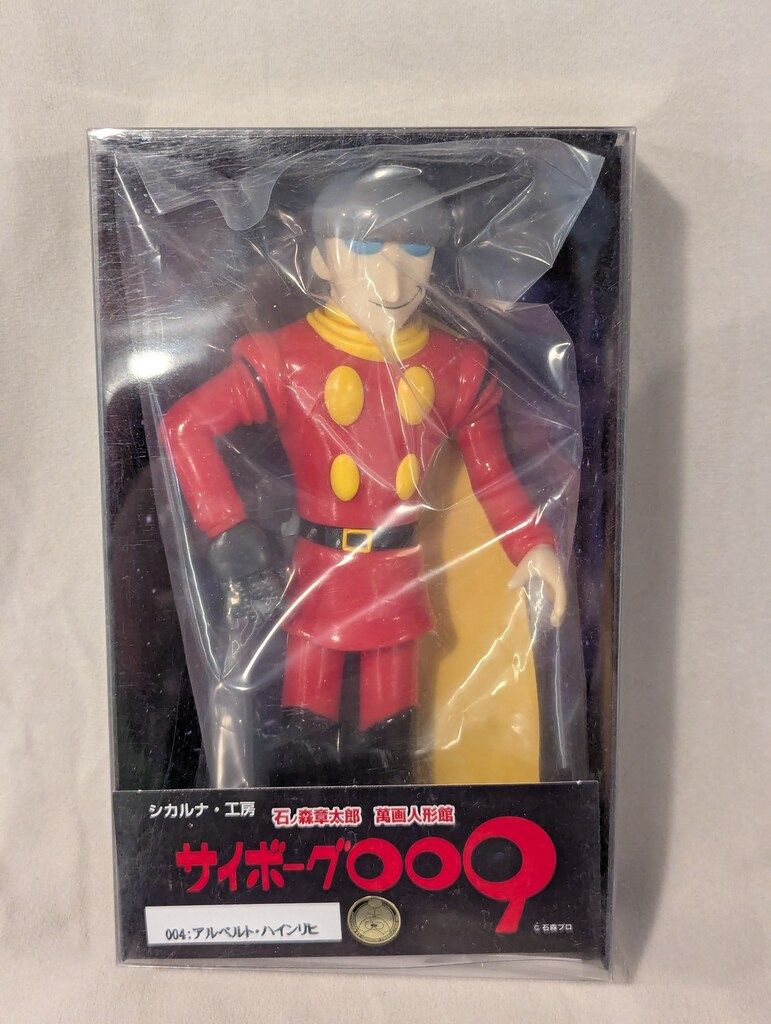 シカルナ・工房
石ノ森章太郎 萬画人形館
サイボーグ009
004:アルベルト・ハインリヒ
© 石森プロ